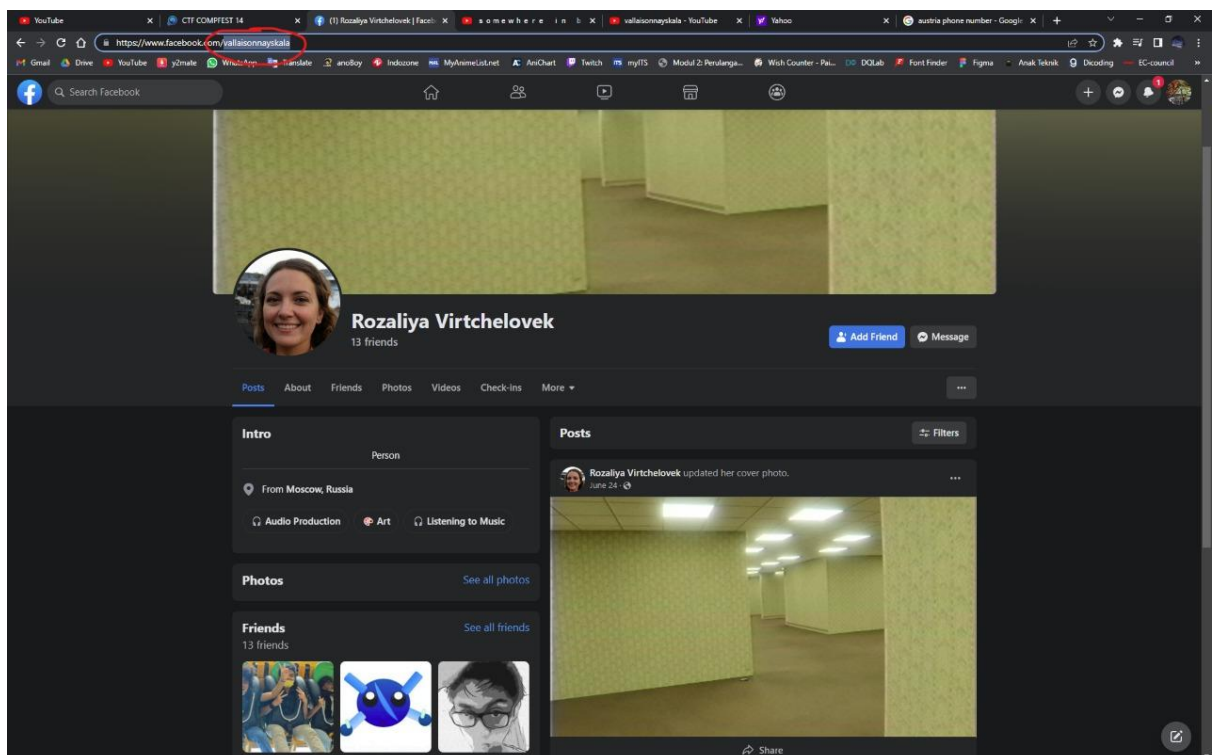 YouTube
CTF COMPFEST 14
(1) Rozaliya Virtchelovek | Faceb
s o m e w h e r e i n b
vallaisonnayskala - YouTube
Yahoo
austria phone number - Google
https://www.facebook.com/vallaisonnayskala
Gmail
Drive
YouTube
y2mate
WhatsApp
Translate
anoBoy
Indozone
MyAnimeList.net
AniChart
Twitch
myITS
Modul 2: Perulanga...
Wish Counter - Pai...
DQLab
Font Finder
Figma
Anak Teknik
Dicoding
EC-council
Search Facebook
1
Rozaliya Virtchelovek
13 friends
Add Friend
Message
Posts
About
Friends
Photos
Videos
Check-ins
More
Intro
Person
From Moscow, Russia
Audio Production
Art
Listening to Music
Photos
See all photos
Friends
See all friends
13 friends
Posts
Filters
Rozaliya Virtchelovek updated her cover photo.
June 24 ·
Share